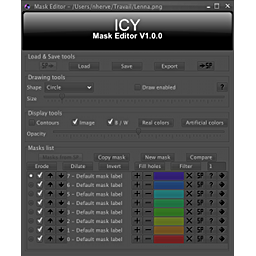 Mask Editor - /Users/nherve/Travail/Lenna.png
ICY
Mask Editor V1.0.0
Load & Save tools
Load Save Export
Drawing tools
Shape Circle Draw enabled ?
Size
Display tools
Contours Image B / W Real colors Artificial colors
Opacity
Masks list
Copy mask New mask Compare
Erode Dilate Invert Fill holes Filter 1
7 - Default mask label
6 - Default mask label
5 - Default mask label
4 - Default mask label
3 - Default mask label
2 - Default mask label
1 - Default mask label
0 - Default mask label